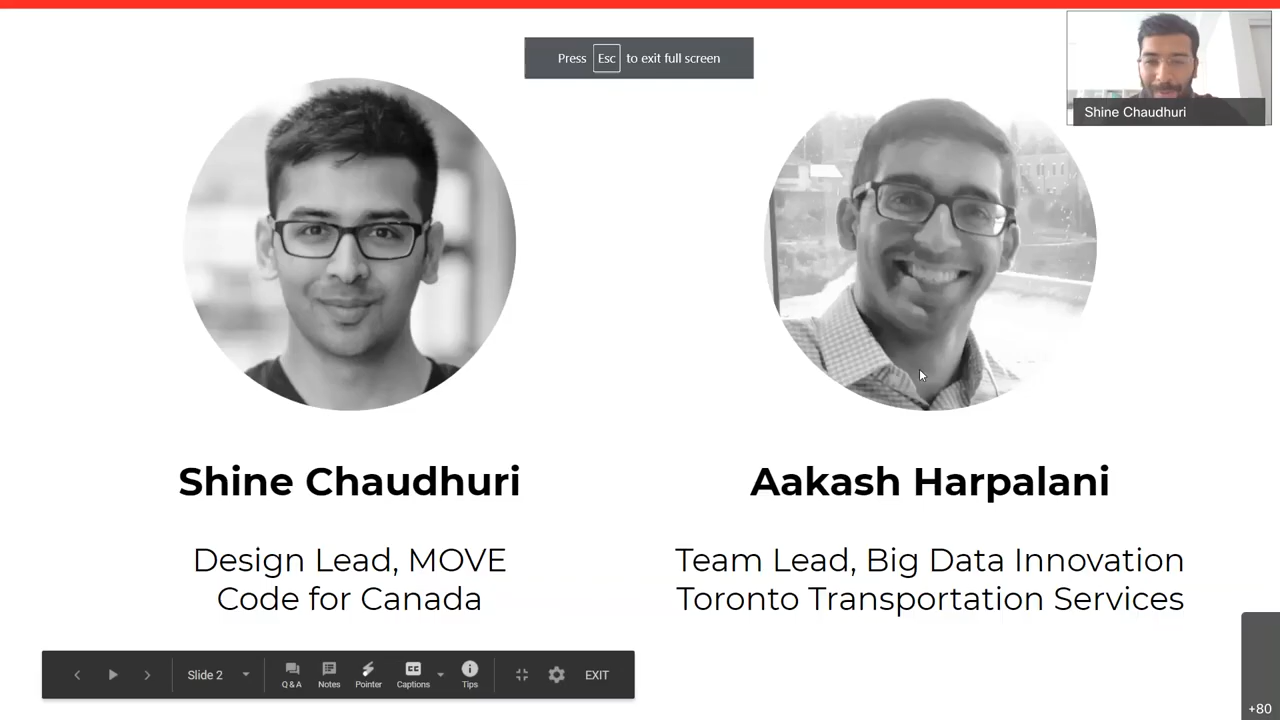 Press Esc to exit full screen
Shine Chaudhuri
Shine Chaudhuri
Aakash Harpalani
Design Lead, MOVE
Code for Canada
Team Lead, Big Data Innovation
Toronto Transportation Services
Slide 2
Q & A
Notes
Pointer
CC
Captions
Tips
EXIT
+80